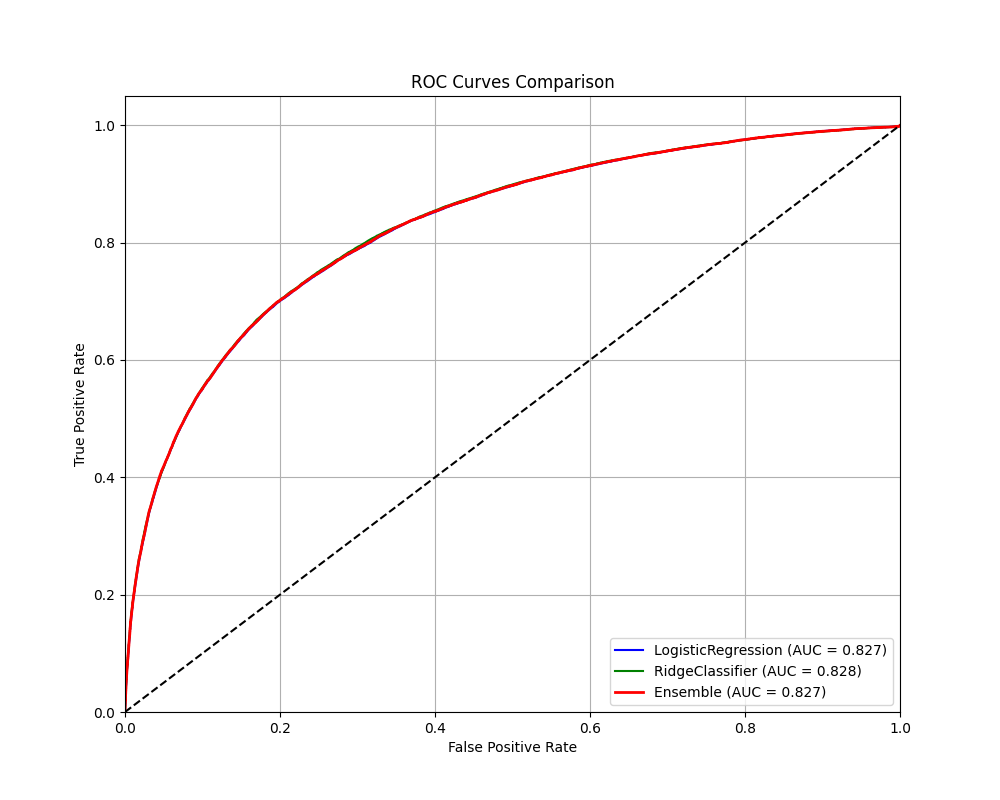 ROC Curves Comparison
True Positive Rate
1.0
0.8
0.6
0.4
0.2
0.0
0.0 0.2 0.4 0.6 0.8 1.0
False Positive Rate
LogisticRegression (AUC = 0.827)
RidgeClassifier (AUC = 0.828)
Ensemble (AUC = 0.827)